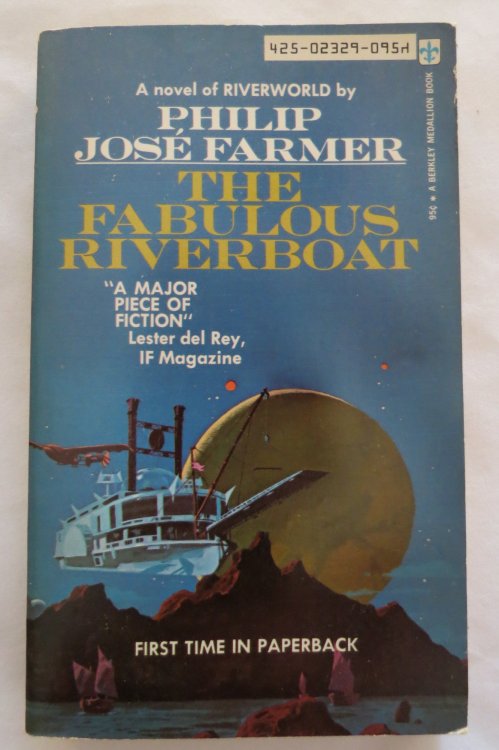 425-02329-095
A novel of RIVERWORLD by
PHILIP
JOSÉ FARMER
THE
FABULOUS
RIVERBOAT
"A MAJOR
PIECE OF
FICTION"
Lester del Rey,
IF Magazine
FIRST TIME IN PAPERBACK
95¢ * A BERKLEY MEDALLION BOOK